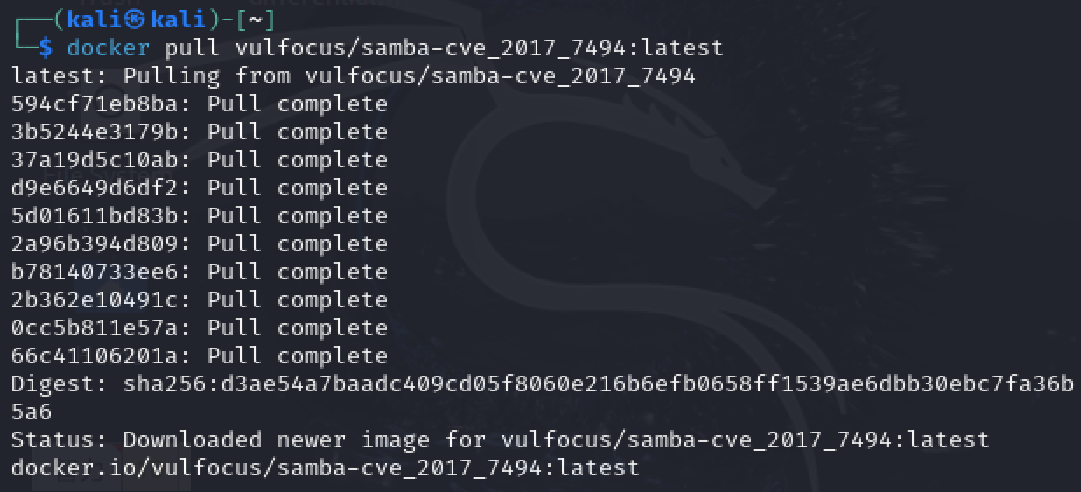 ┌──(kali㉿kali)-[~]
└─$ docker pull vulfocus/samba-cve_2017_7494:latest
latest: Pulling from vulfocus/samba-cve_2017_7494
594cf71eb8ba: Pull complete
3b5244e3179b: Pull complete
37a19d5c10ab: Pull complete
d9e6649d6df2: Pull complete
5d01611bd83b: Pull complete
2a96b394d809: Pull complete
b78140733ee6: Pull complete
2b362e10491c: Pull complete
0cc5b811e57a: Pull complete
66c41106201a: Pull complete
Digest: sha256:d3ae54a7baadc409cd05f8060e216b6efb0658ff1539ae6dbb30ebc7fa36b
5a6
Status: Downloaded newer image for vulfocus/samba-cve_2017_7494:latest
docker.io/vulfocus/samba-cve_2017_7494:latest